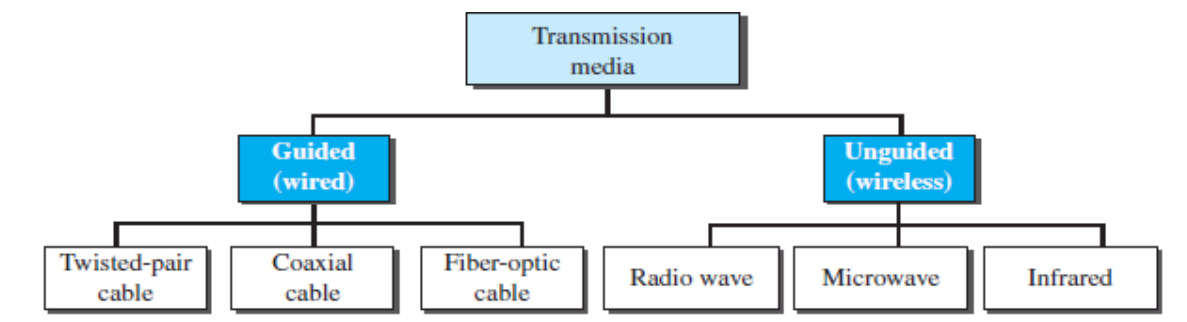 Transmission
media
Guided
(wired)
Unguided
(wireless)
Twisted-pair
cable
Coaxial
cable
Fiber-optic
cable
Radio wave
Microwave
Infrared